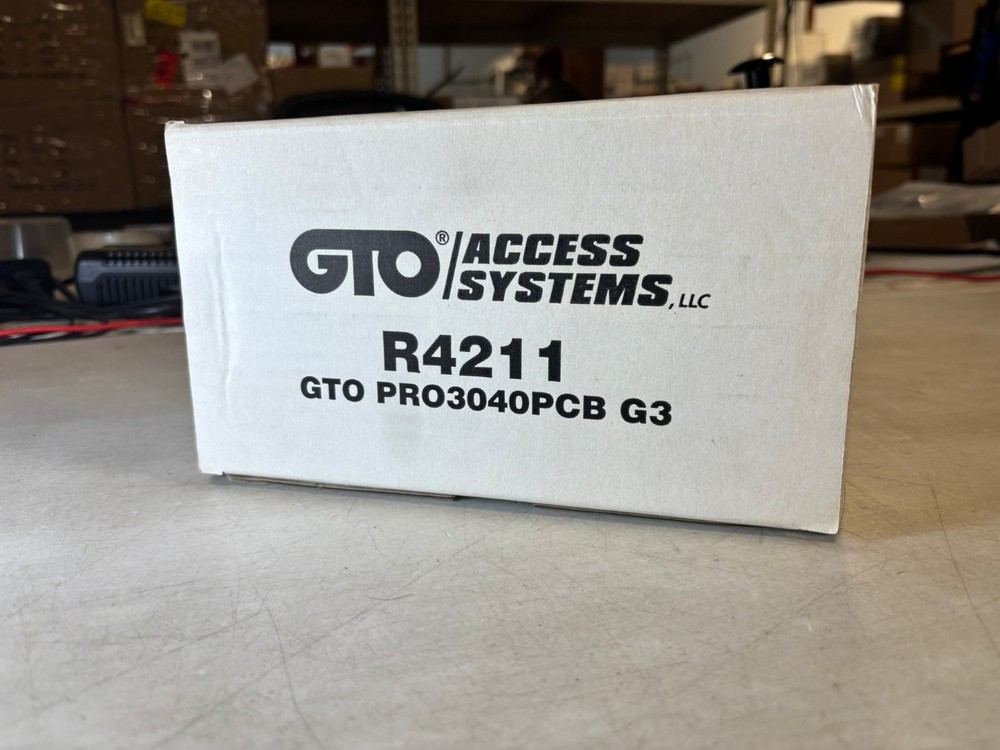 GTO® / ACCESS
SYSTEMS, LLC
R4211
GTO PRO3040PCB G3